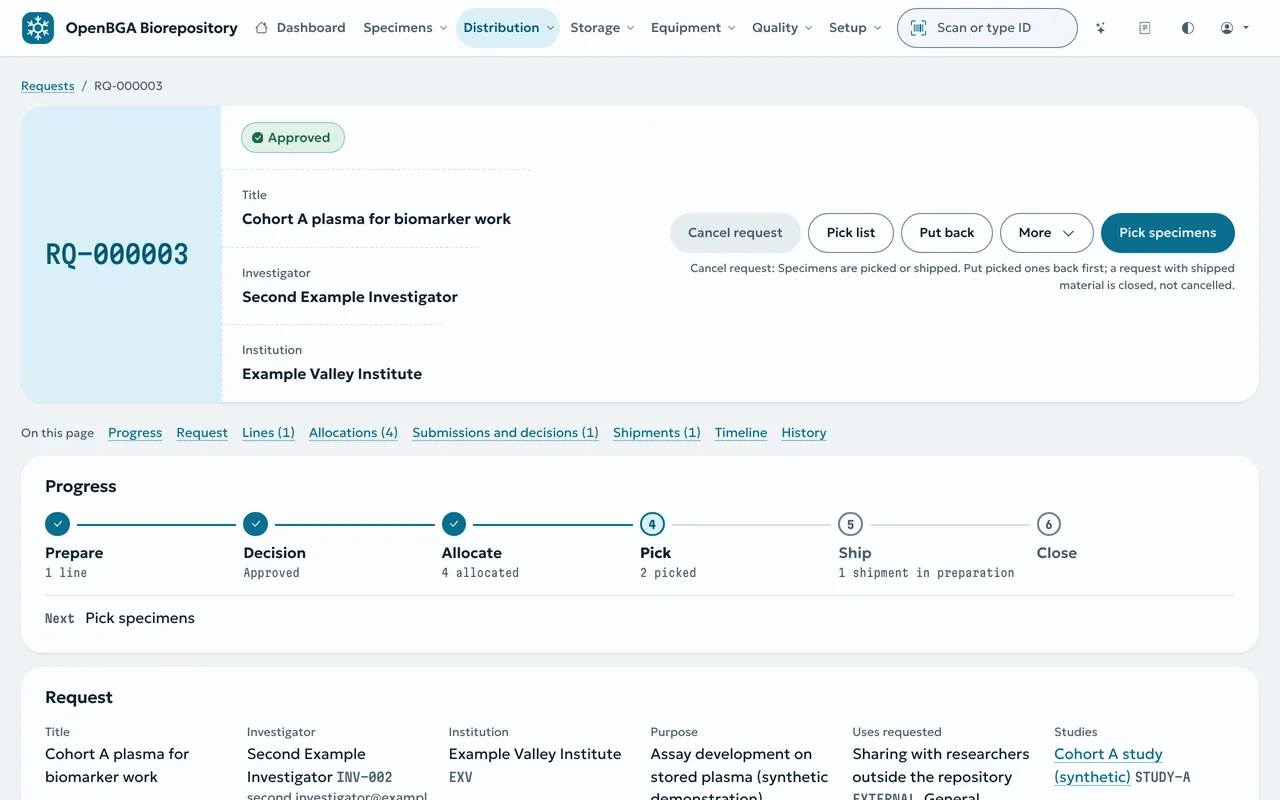 OpenBGA Biorepository
Dashboard
Specimens
Distribution
Storage
Equipment
Quality
Setup
Scan or type ID
Requests / RQ-000003
RQ-000003
Approved
Title
Cohort A plasma for biomarker work
Investigator
Second Example Investigator
Institution
Example Valley Institute
Cancel request
Pick list
Put back
More
Pick specimens
Cancel request: Specimens are picked or shipped. Put picked ones back first; a request with shipped
material is closed, not cancelled.
On this page Progress Request Lines (1) Allocations (4) Submissions and decisions (1) Shipments (1) Timeline History
Progress
4
5
6
Prepare
1 line
Decision
Approved
Allocate
4 allocated
Pick
2 picked
Ship
1 shipment in preparation
Close
Next Pick specimens
Request
Title
Cohort A plasma for
biomarker work
Investigator
Second Example
Investigator INV-002
second.investigator@exampl
Institution
Example Valley Institute
EXV
Purpose
Assay development on
stored plasma (synthetic
demonstration)
Uses requested
Sharing with researchers
outside the repository
EXTERNAL General
Studies
Cohort A study
(synthetic) STUDY-A